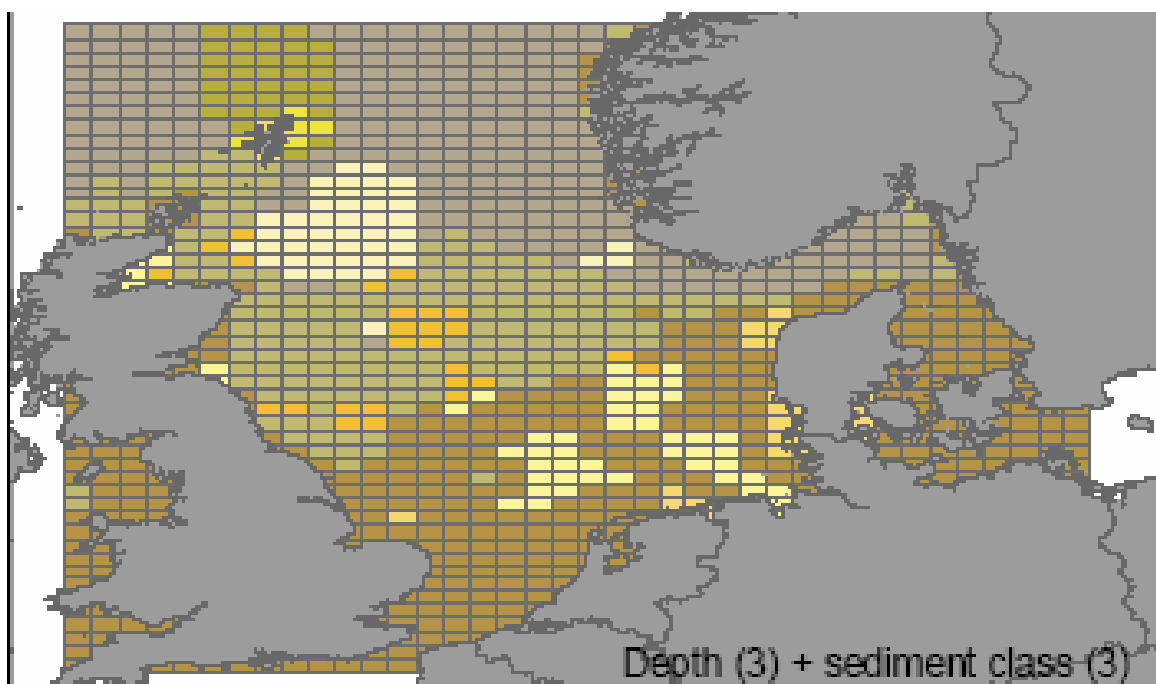 Depth (3) + sediment class (3)